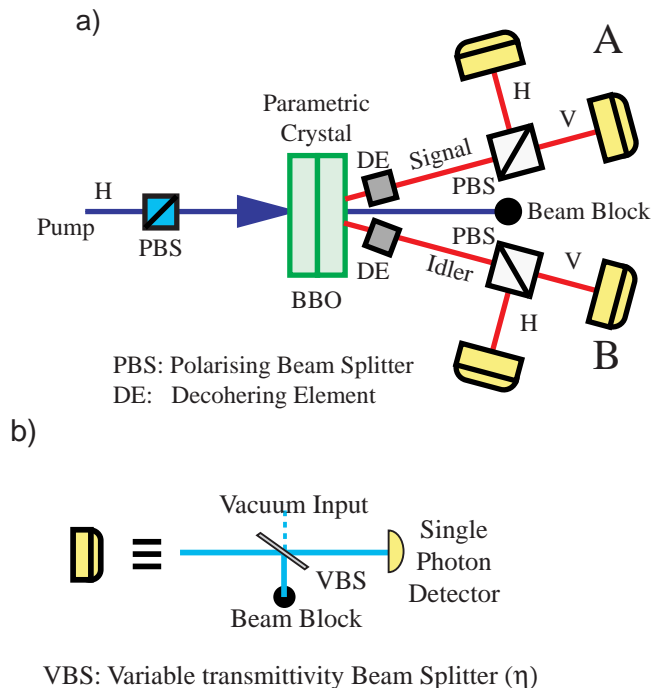 a)
A
Parametric
Crystal
H
V
DE
Signal
H
PBS
Pump
PBS
Beam Block
PBS
DE
Idler
V
BBO
H
B
PBS: Polarising Beam Splitter
DE: Decohering Element
b)
Vacuum Input
Single
Photon
Detector
VBS
Beam Block
VBS: Variable transmittivity Beam Splitter (η)